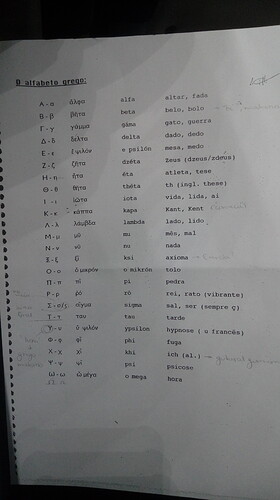 O alfabeto grego:
Α - α ἄλφα alfa altar, fada
Β - β βῆτα beta belo, bolo
Γ - γ γάμμα gáma gato, guerra
Δ - δ δέλτα delta dado, dedo
Ε - ε ἒ ψιλόν e psilón mesa, medo
Ζ - ζ ζῆτα dzéta zeus (dzeus/zdeus)
Η - η ἦτα éta atleta, tese
Θ - θ θῆτα théta th (ingl. these)
Ι - ι ἰῶτα iota vida, lida, ai
Κ - κ κάππα kapa Kant, Kent
Λ - λ λάμβδα lambda lado, lido
Μ - μ μῦ mu mês, mal
Ν - ν νῦ nu nada
Ξ - ξ ξῖ ksi axioma
Ο - ο ὂ μικρόν o mikrón tolo
Π - π πῖ pi pedra
Ρ - ρ ῥῶ rô rei, rato (vibrante)
Σ - σ/ς σίγμα sigma sal, ser (sempre ç)
Τ - τ ταυ tau tarde
Υ - υ ὒ ψιλόν ypsilon hypnose ( u francês)
Φ - φ φῖ phi fuga
Χ - χ χῖ khi ich (al.)
Ψ - ψ ψῖ psi psicose
Ω - ω ὦ μέγα o mega hora